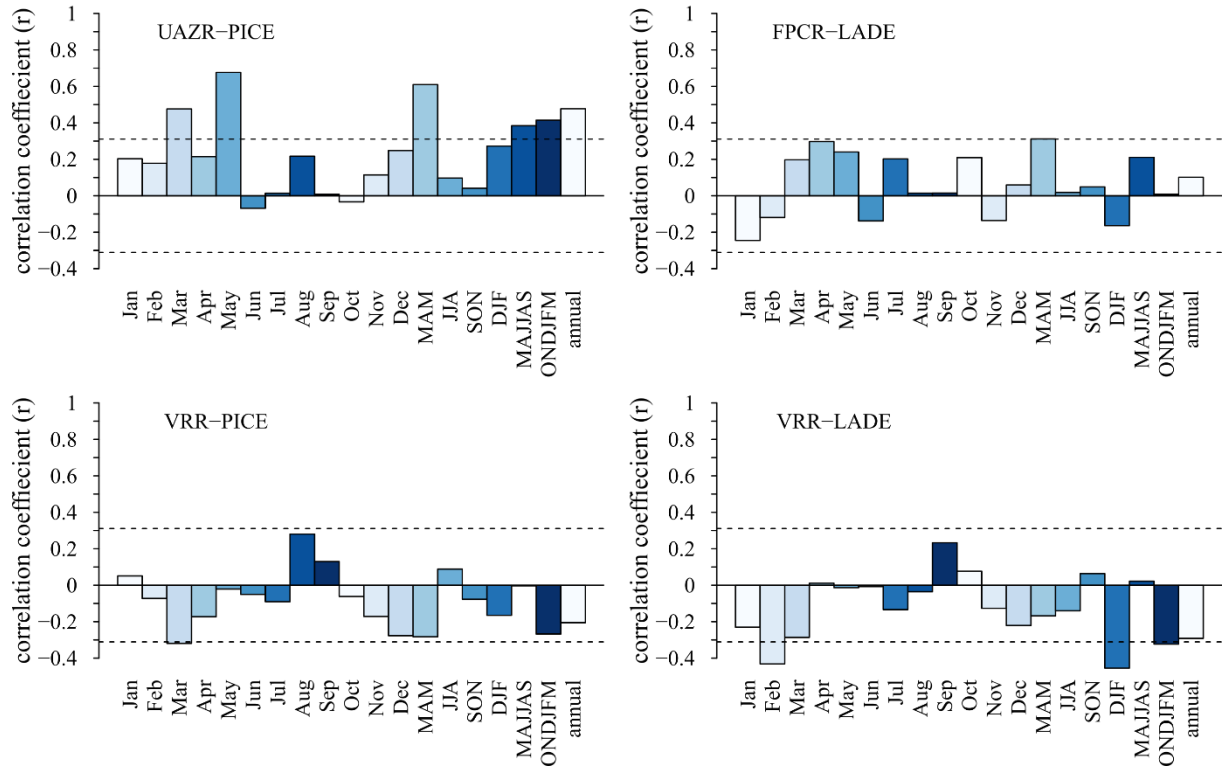 UAZR−PICE
correlation coeffiecient (r)
1
0.8
0.6
0.4
0.2
0
−0.2
−0.4
Jan
Feb
Mar
Apr
May
Jun
Jul
Aug
Sep
Oct
Nov
Dec
MAM
JJA
SON
DJF
MAJJAS
ONDJFM
annual
FPCR−LADE
correlation coeffiecient (r)
1
0.8
0.6
0.4
0.2
0
−0.2
−0.4
Jan
Feb
Mar
Apr
May
Jun
Jul
Aug
Sep
Oct
Nov
Dec
MAM
JJA
SON
DJF
MAJJAS
ONDJFM
annual
VRR−PICE
correlation coeffiecient (r)
1
0.8
0.6
0.4
0.2
0
−0.2
−0.4
Jan
Feb
Mar
Apr
May
Jun
Jul
Aug
Sep
Oct
Nov
Dec
MAM
JJA
SON
DJF
MAJJAS
ONDJFM
annual
VRR−LADE
correlation coeffiecient (r)
1
0.8
0.6
0.4
0.2
0
−0.2
−0.4
Jan
Feb
Mar
Apr
May
Jun
Jul
Aug
Sep
Oct
Nov
Dec
MAM
JJA
SON
DJF
MAJJAS
ONDJFM
annual